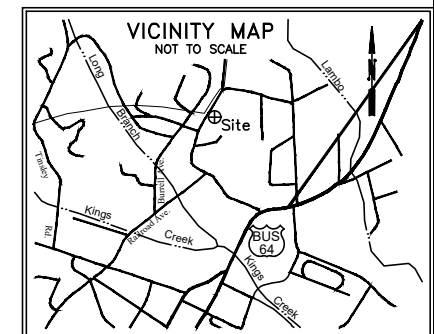 VICINITY MAP
NOT TO SCALE
Long
Branch
Lambo
Site
Tinsley
Rd.
Burrell Ave.
Railroad Ave.
Kings
Creek
BUS
64
Kings
Creek